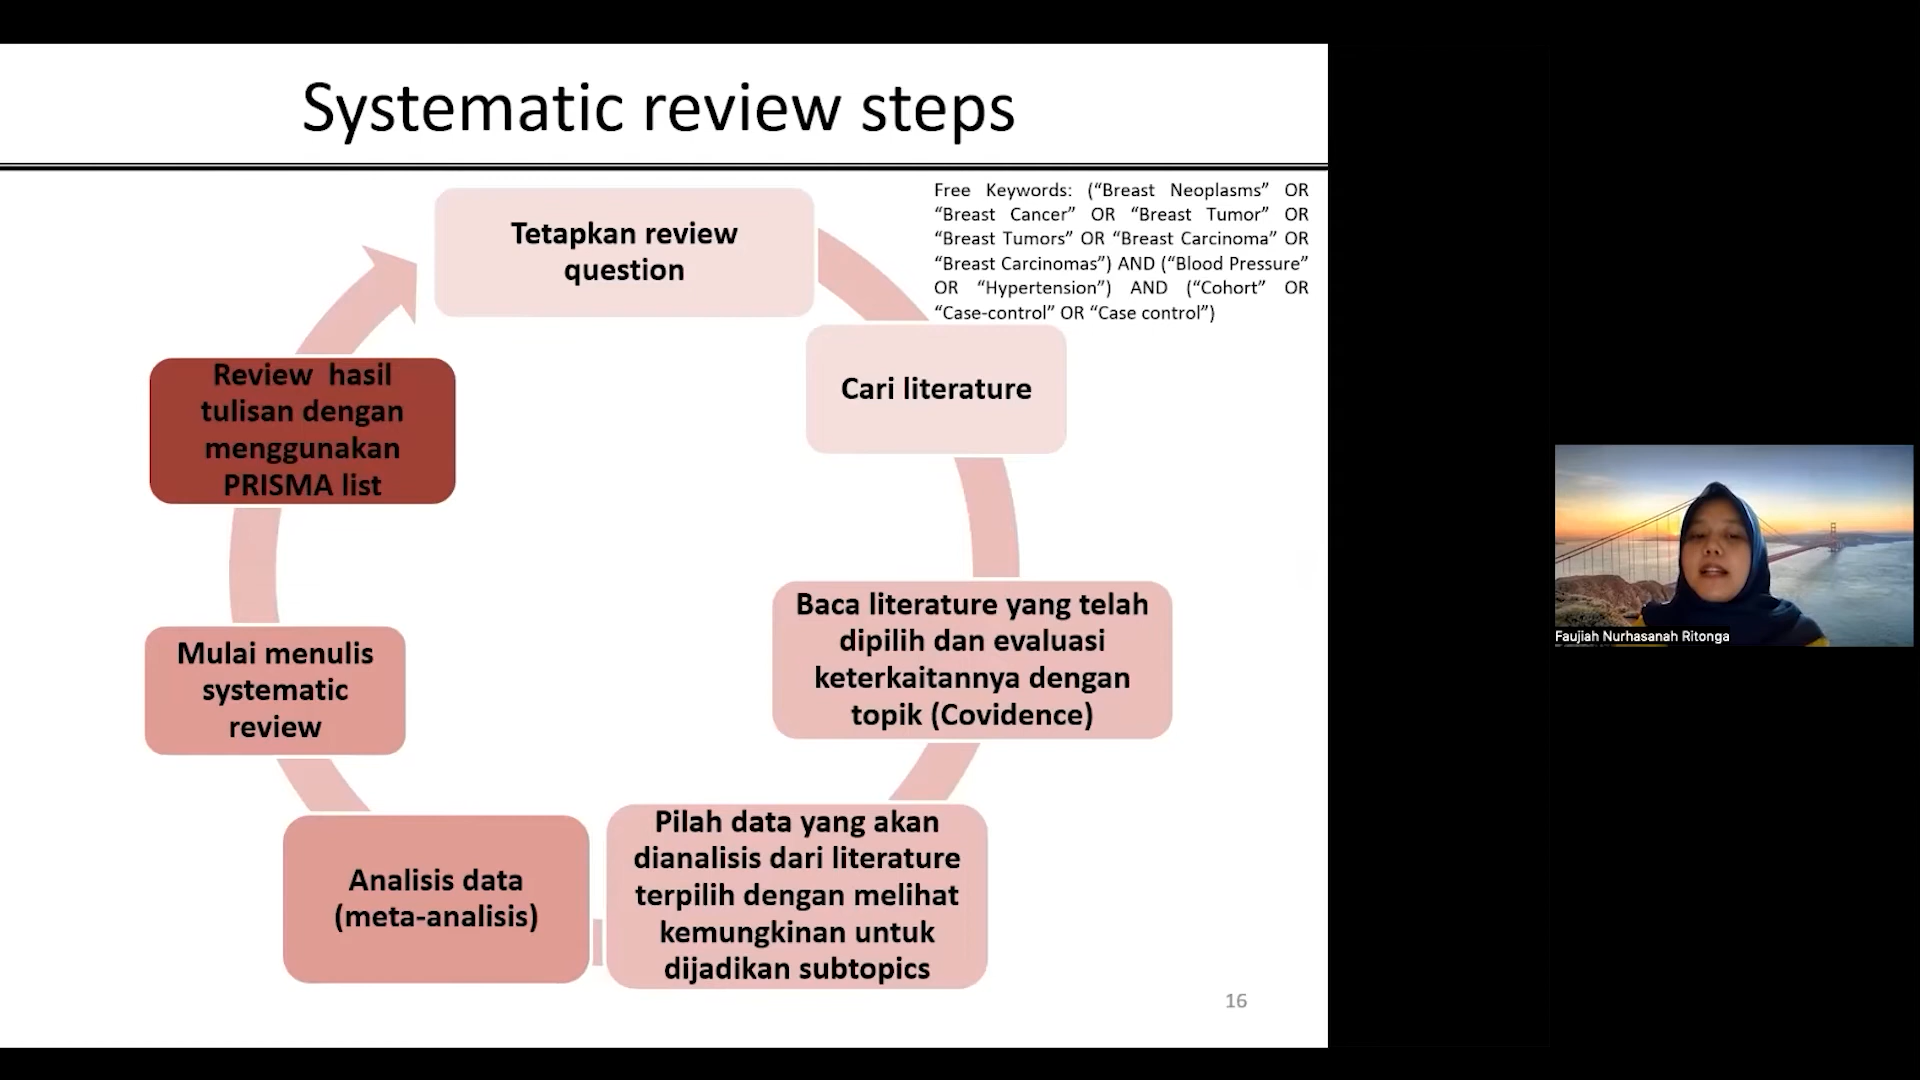 Systematic review steps
Free Keywords: (“Breast Neoplasms” OR
“Breast Cancer” OR “Breast Tumor” OR
“Breast Tumors” OR “Breast Carcinoma” OR
“Breast Carcinomas”) AND (“Blood Pressure”
OR “Hypertension”) AND (“Cohort” OR
“Case-control” OR “Case control”)
Tetapkan review
question
Cari literature
Baca literature yang telah
dipilih dan evaluasi
keterkaitannya dengan
topik (Covidence)
Pilah data yang akan
dianalisis dari literature
terpilih dengan melihat
kemungkinan untuk
dijadikan subtopics
Analisis data
(meta-analisis)
Mulai menulis
systematic
review
Review hasil
tulisan dengan
menggunakan
PRISMA list
16
Faujiah Nurhasanah Ritonga